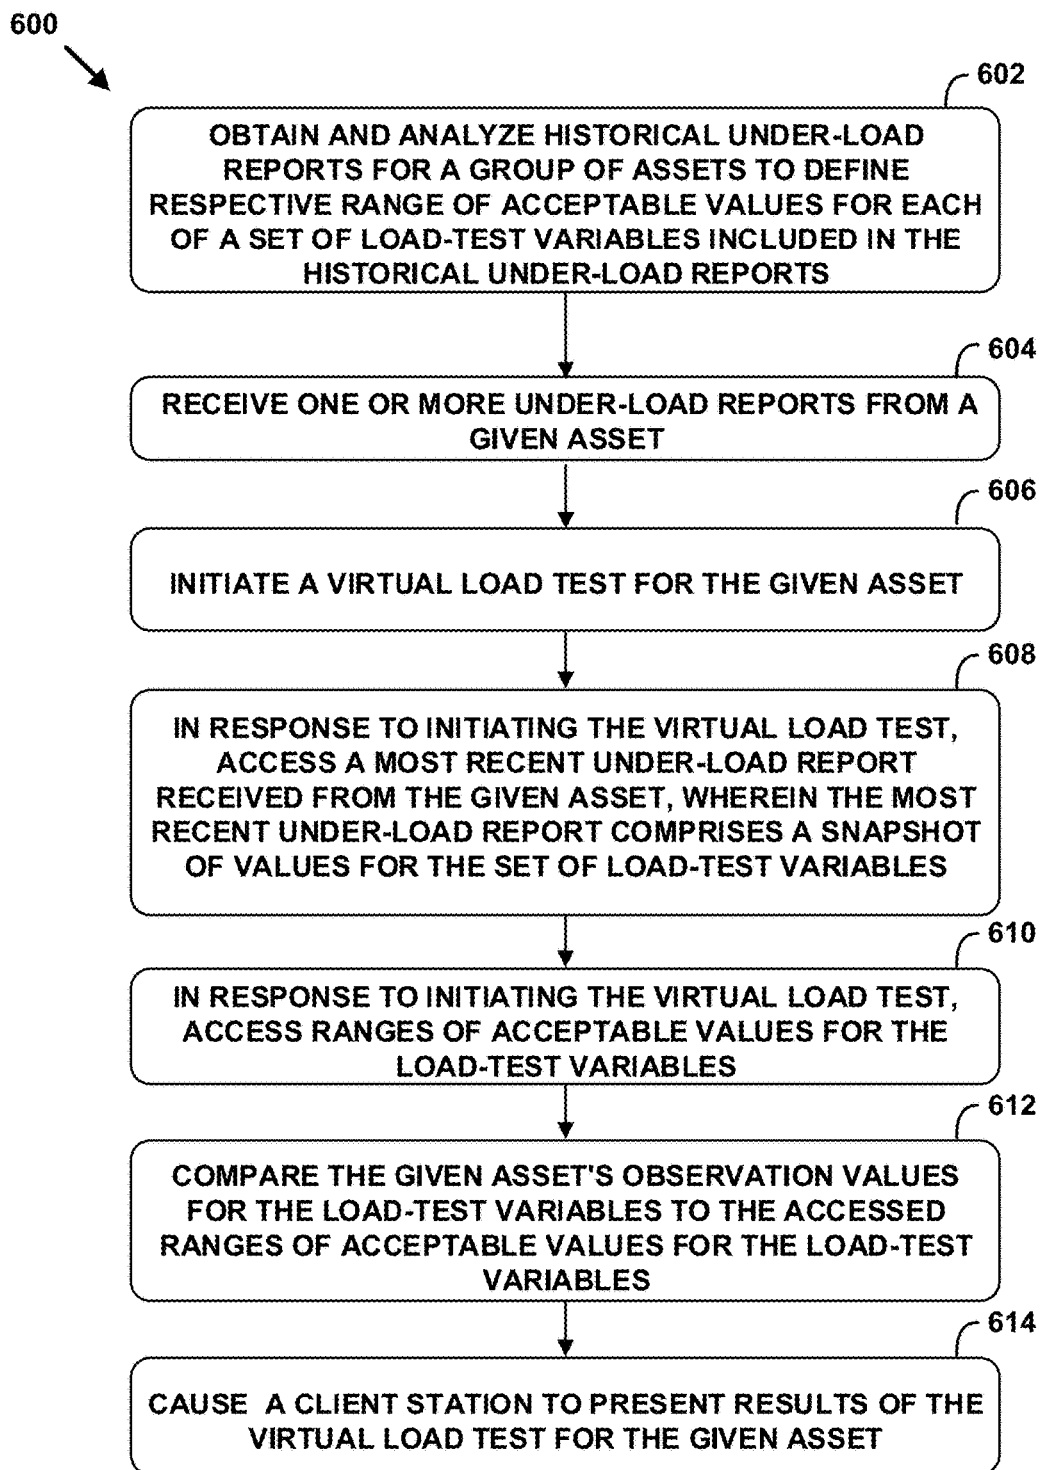 600
602
OBTAIN AND ANALYZE HISTORICAL UNDER-LOAD
REPORTS FOR A GROUP OF ASSETS TO DEFINE
RESPECTIVE RANGE OF ACCEPTABLE VALUES FOR EACH
OF A SET OF LOAD-TEST VARIABLES INCLUDED IN THE
HISTORICAL UNDER-LOAD REPORTS
604
RECEIVE ONE OR MORE UNDER-LOAD REPORTS FROM A
GIVEN ASSET
606
INITIATE A VIRTUAL LOAD TEST FOR THE GIVEN ASSET
608
IN RESPONSE TO INITIATING THE VIRTUAL LOAD TEST,
ACCESS A MOST RECENT UNDER-LOAD REPORT
RECEIVED FROM THE GIVEN ASSET, WHEREIN THE MOST
RECENT UNDER-LOAD REPORT COMPRISES A SNAPSHOT
OF VALUES FOR THE SET OF LOAD-TEST VARIABLES
610
IN RESPONSE TO INITIATING THE VIRTUAL LOAD TEST,
ACCESS RANGES OF ACCEPTABLE VALUES FOR THE
LOAD-TEST VARIABLES
612
COMPARE THE GIVEN ASSET'S OBSERVATION VALUES
FOR THE LOAD-TEST VARIABLES TO THE ACCESSED
RANGES OF ACCEPTABLE VALUES FOR THE LOAD-TEST
VARIABLES
614
CAUSE A CLIENT STATION TO PRESENT RESULTS OF THE
VIRTUAL LOAD TEST FOR THE GIVEN ASSET